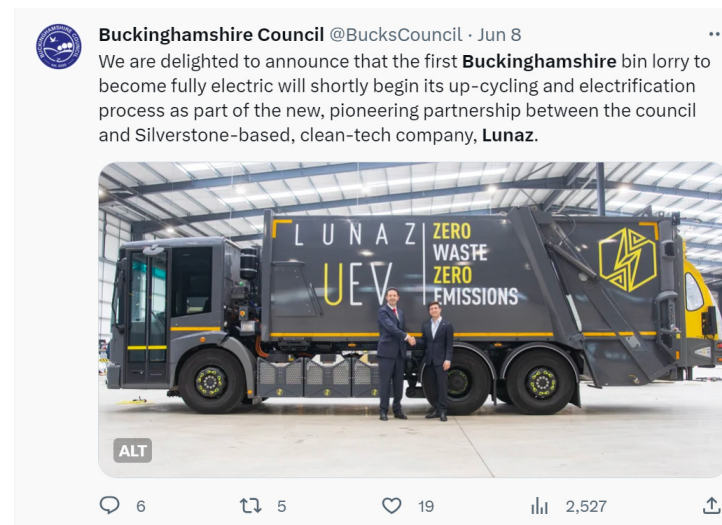 Buckinghamshire Council @BucksCouncil · Jun 8
We are delighted to announce that the first Buckinghamshire bin lorry to
become fully electric will shortly begin its up-cycling and electrification
process as part of the new, pioneering partnership between the council
and Silverstone-based, clean-tech company, Lunaz.
LUNAZ
UEV
ZERO
WASTE
ZERO
EMISSIONS
ALT
6 5 19 2,527